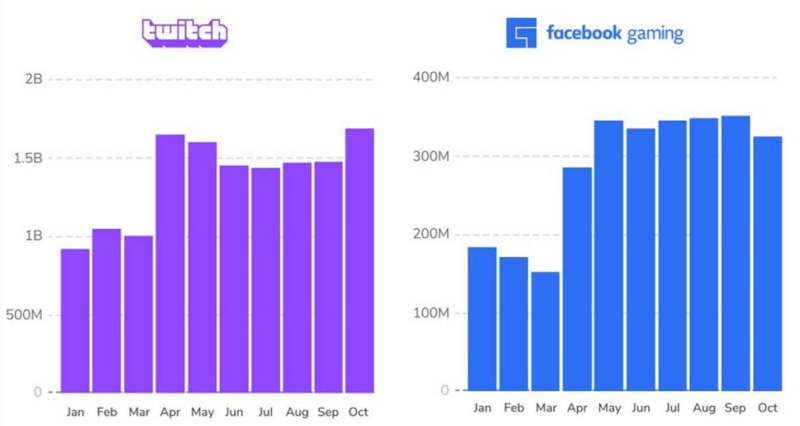 twitch
2B
1.5B
1B
500M
0
Jan Feb Mar Apr May Jun Jul Aug Sep Oct
facebook gaming
400M
300M
200M
100M
0
Jan Feb Mar Apr May Jun Jul Aug Sep Oct